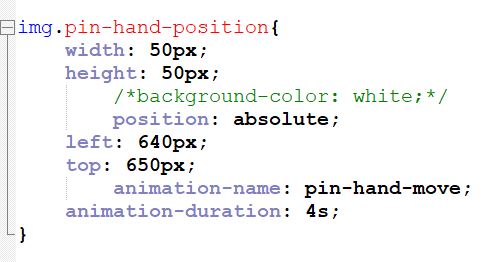 img.pin-hand-position{
width: 50px;
height: 50px;
/*background-color: white;*/
position: absolute;
left: 640px;
top: 650px;
animation-name: pin-hand-move;
animation-duration: 4s;
}